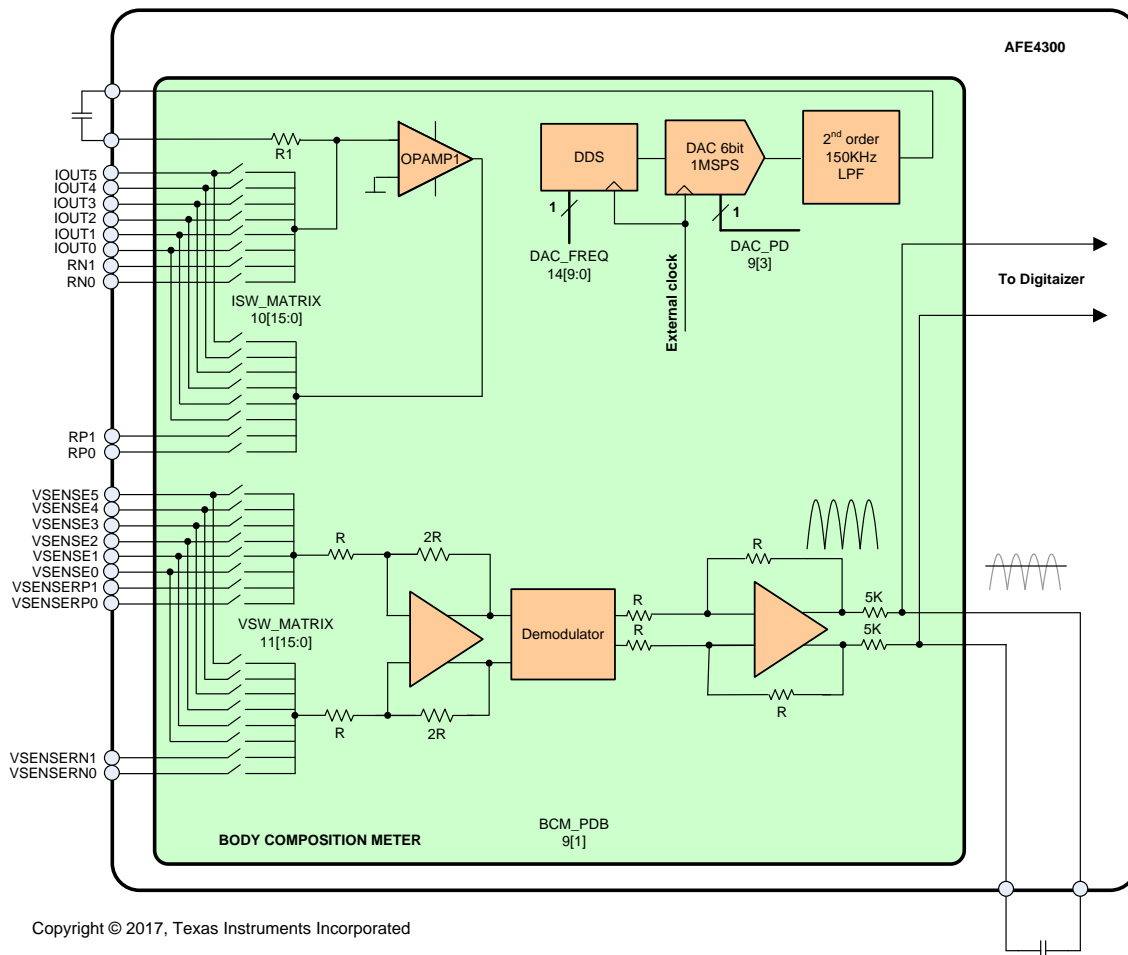 AFE4300
R1
OPAMP1
DDS
DAC 6bit
1MSPS
2nd order
150KHz
LPF
IOUT5
IOUT4
IOUT3
IOUT2
IOUT1
IOUT0
RN1
RN0
1
1
DAC_FREQ
14[9:0]
DAC_PD
9[3]
External clock
To Digitaizer
ISW_MATRIX
10[15:0]
RP1
RP0
VSENSE5
VSENSE4
VSENSE3
VSENSE2
VSENSE1
VSENSE0
VSENSERP1
VSENSERP0
VSW_MATRIX
11[15:0]
R
2R
R
2R
Demodulator
R
R
R
R
5K
5K
VSENSERN1
VSENSERN0
BCM_PDB
9[1]
BODY COMPOSITION METER
Copyright © 2017, Texas Instruments Incorporated